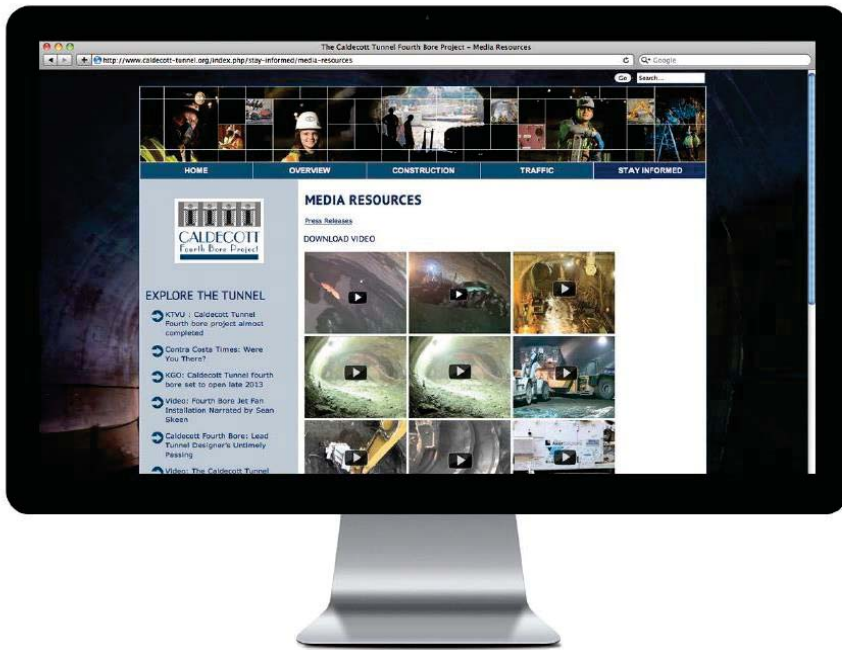 The Caldecott Tunnel Fourth Bore Project – Media Resources
http://www.caldecott-tunnel.org/index.php/stay-informed/media-resources
Google
Go
Search...
HOME
OVERVIEW
CONSTRUCTION
TRAFFIC
STAY INFORMED
CALDECOTT
Fourth Bore Project
EXPLORE THE TUNNEL
KTVU : Caldecott Tunnel
Fourth bore project almost
completed
Contra Costa Times: Were
You There?
KGO: Caldecott Tunnel fourth
bore set to open late 2013
Video: Fourth Bore Jet Fan
Installation Narrated by Sean
Skeen
Caldecott Fourth Bore: Lead
Tunnel Designer's Untimely
Passing
Video: The Caldecott Tunnel
MEDIA RESOURCES
Press Releases
DOWNLOAD VIDEO